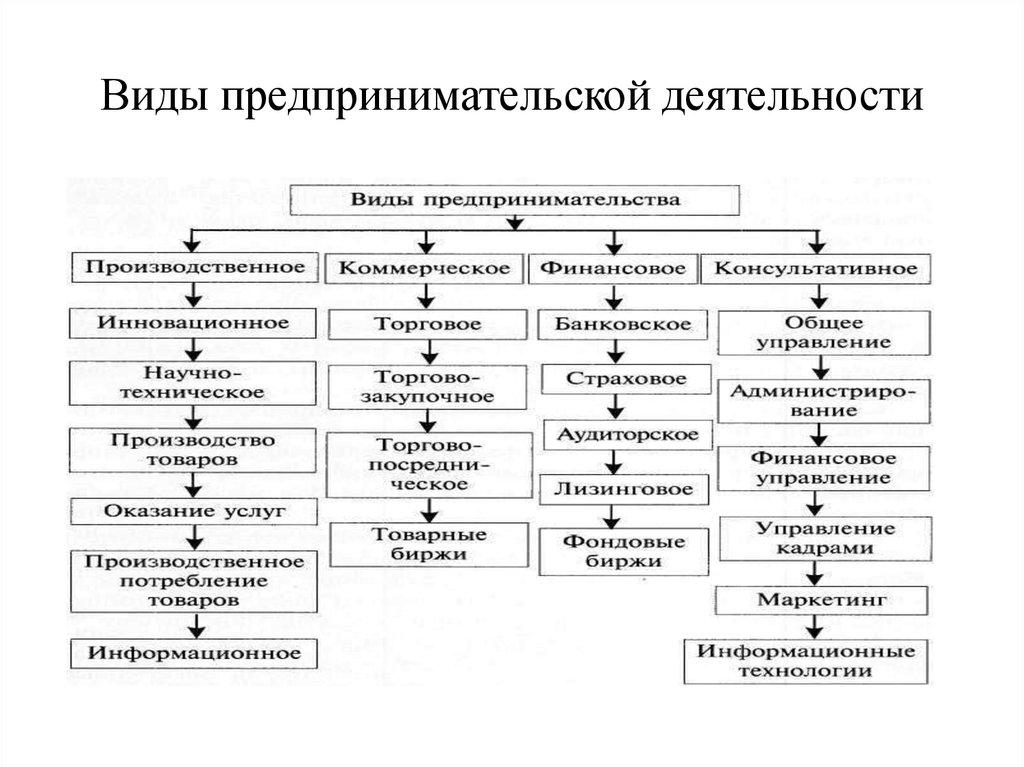 Виды предпринимательской деятельности
Виды предпринимательства
Производственное
Инновационное
Научно-
техническое
Производство
товаров
Оказание услуг
Производственное
потребление
товаров
Информационное
Коммерческое
Торговое
Торгово-
закупочное
Торгово-
посредни-
ческое
Товарные
биржи
Финансовое
Банковское
Страховое
Аудиторское
Лизинговое
Фондовые
биржи
Консультативное
Общее
управление
Администриро-
вание
Финансовое
управление
Управление
кадрами
Маркетинг
Информационные
технологии